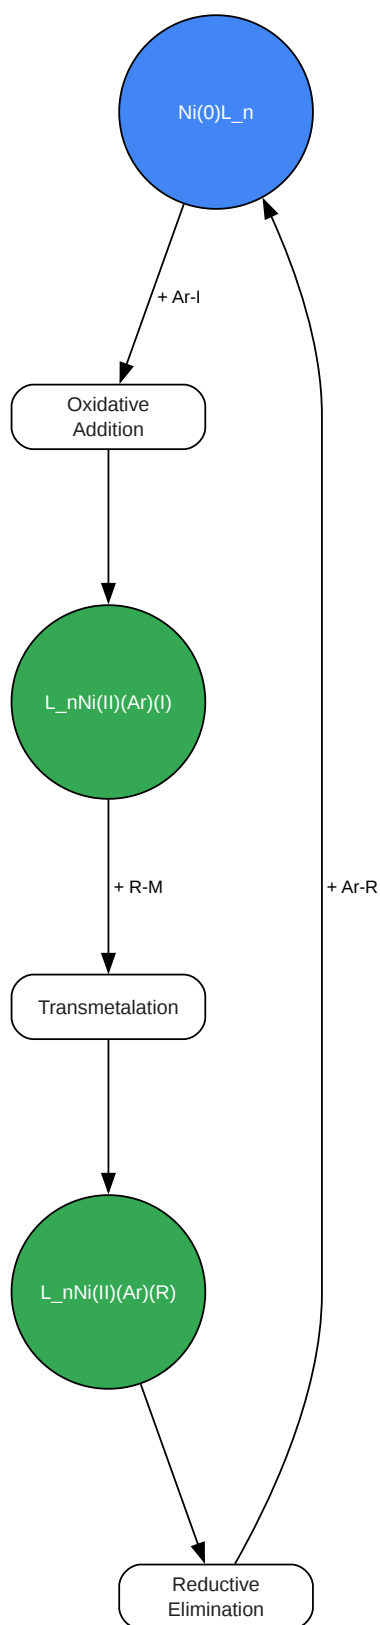 Ni(0)L_n
+ Ar-I
Oxidative
Addition
L_nNi(II)(Ar)(I)
+ R-M
+ Ar-R
Transmetalation
L_nNi(II)(Ar)(R)
Reductive
Elimination